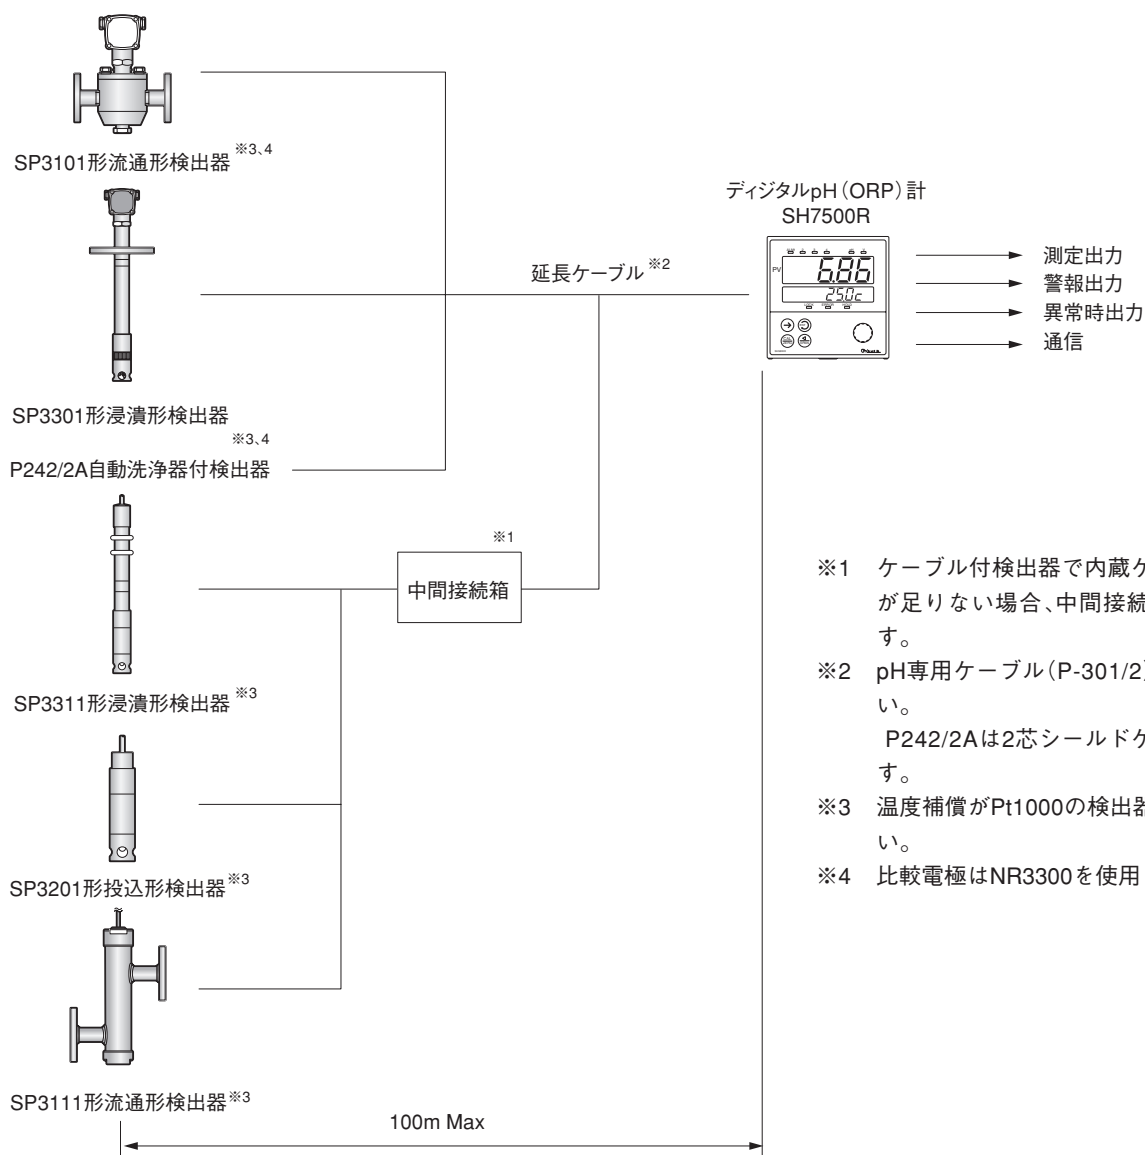 SP3101形流通形検出器 ※3、4
ディジタルpH(ORP)計
SH7500R
PV
6.86
25.0c
延長ケーブル ※2
測定出力
警報出力
異常時出力
通信
SP3301形浸漬形検出器
※3、4
P242/2A自動洗浄器付検出器
※1
中間接続箱
SP3311形浸漬形検出器 ※3
SP3201形投込形検出器 ※3
SP3111形流通形検出器 ※3
100m Max
※1 ケーブル付検出器で内蔵ケ
が足りない場合、中間接続
す。
※2 pH専用ケーブル(P-301/2)
い。
P242/2Aは2芯シールドケ
す。
※3 温度補償がPt1000の検出器
い。
※4 比較電極はNR3300を使用